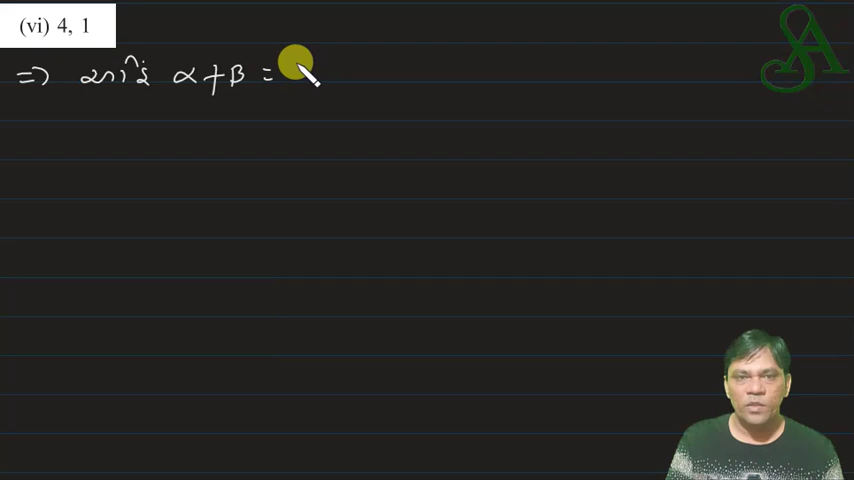 (vi) 4, 1
⇒ અહીં α + β =